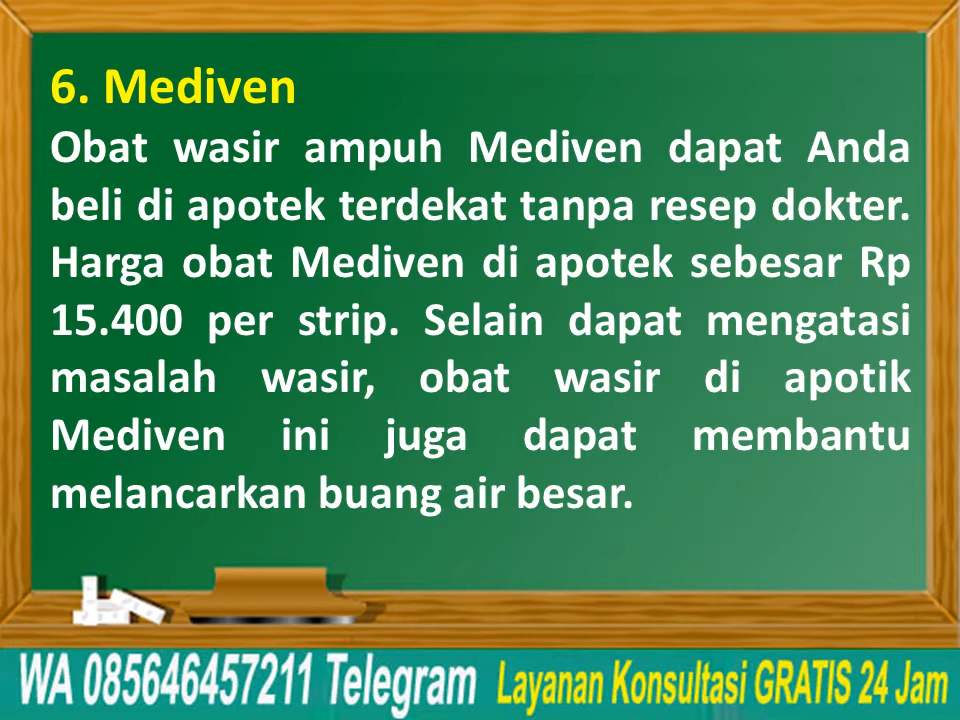 6. Mediven
Obat wasir ampuh Mediven dapat Anda
beli di apotek terdekat tanpa resep dokter.
Harga obat Mediven di apotek sebesar Rp
15.400 per strip. Selain dapat mengatasi
masalah wasir, obat wasir di apotik
Mediven ini juga dapat membantu
melancarkan buang air besar.
WA 085646457211 Telegram Layanan Konsultasi GRATIS 24 Jam